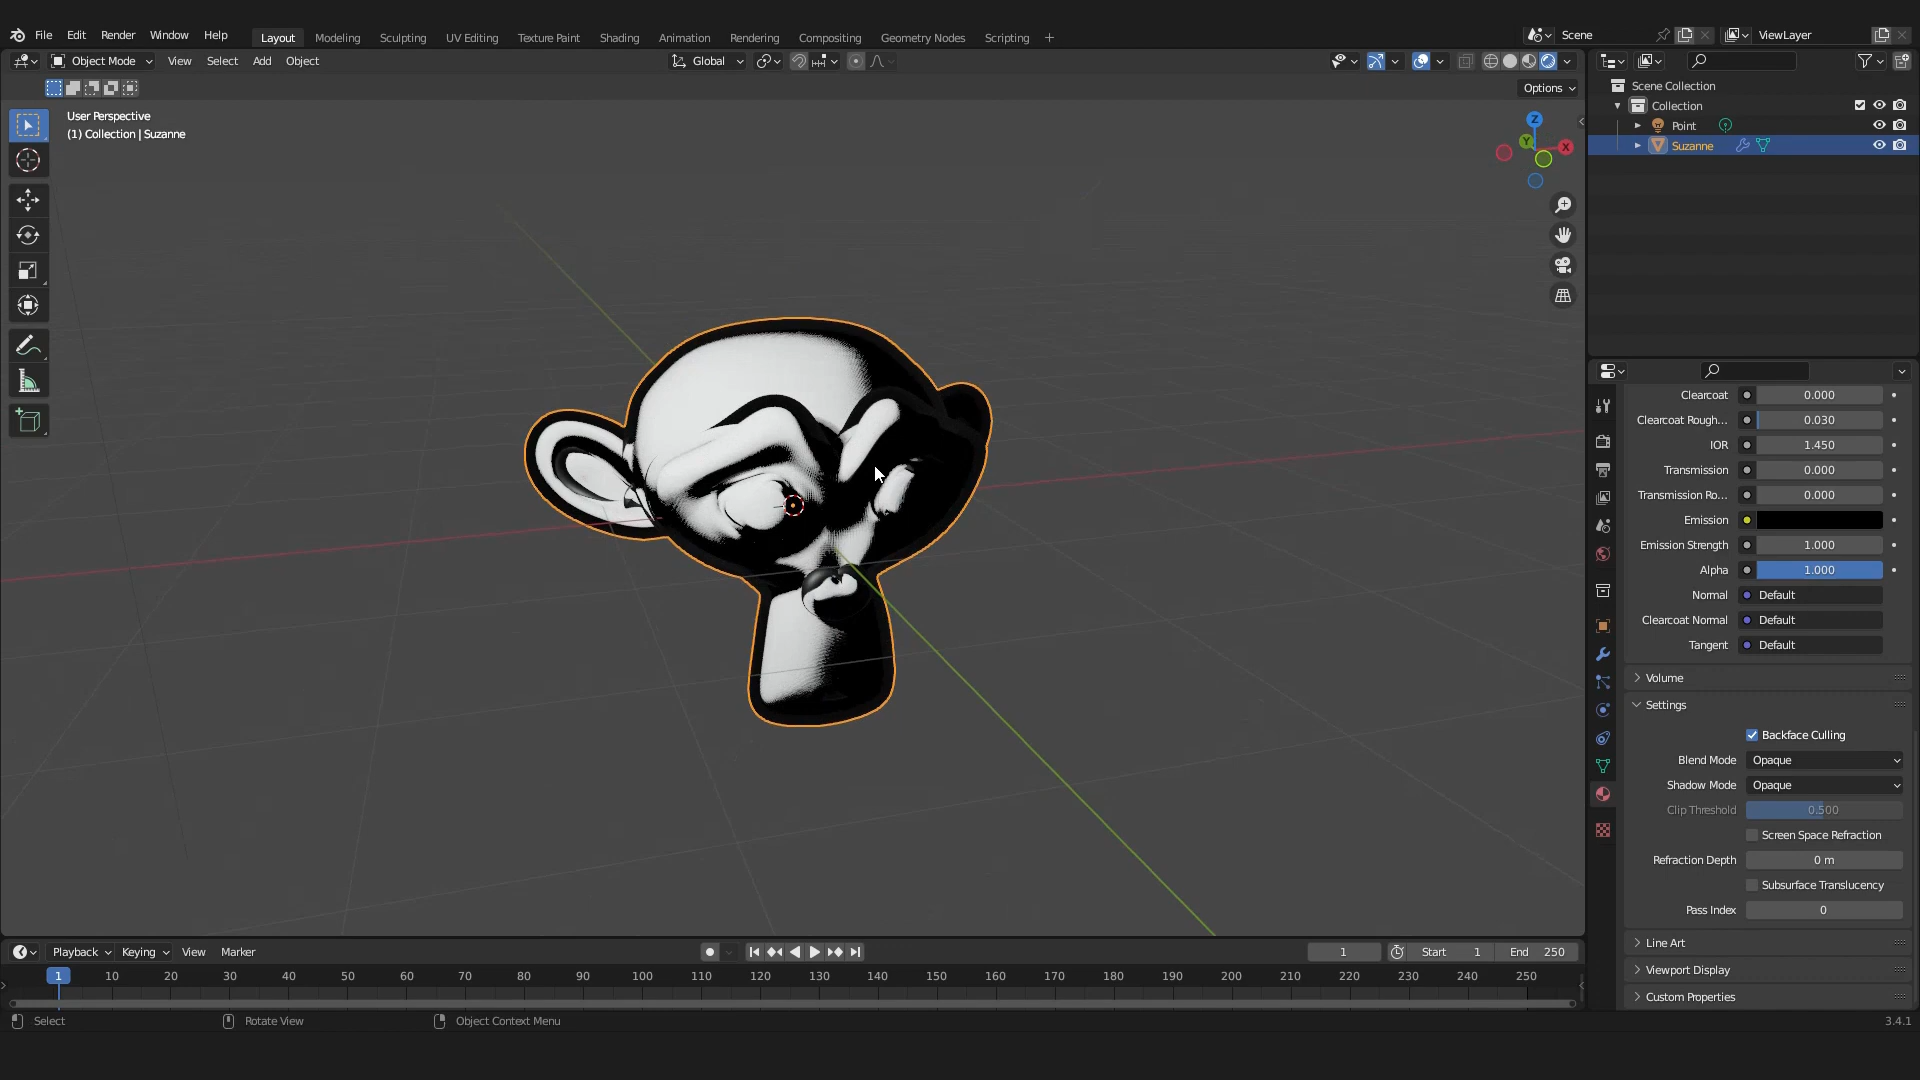 File Edit Render Window Help Layout Modeling Sculpting UV Editing Texture Paint Shading Animation Rendering Compositing Geometry Nodes Scripting + Scene ViewLayer
Object Mode View Select Add Object Global
Options
User Perspective
(1) Collection | Suzanne
Z
Y
X
Scene Collection
Collection
Point
Suzanne
Clearcoat 0.000
Clearcoat Rough... 0.030
IOR 1.450
Transmission 0.000
Transmission Ro... 0.000
Emission
Emission Strength 1.000
Alpha 1.000
Normal Default
Clearcoat Normal Default
Tangent Default
Volume
Settings
Backface Culling
Blend Mode Opaque
Shadow Mode Opaque
Clip Threshold 0.500
Screen Space Refraction
Refraction Depth 0 m
Subsurface Translucency
Pass Index 0
Line Art
Viewport Display
Custom Properties
Playback Keying View Marker 1 Start 1 End 250
1 10 20 30 40 50 60 70 80 90 100 110 120 130 140 150 160 170 180 190 200 210 220 230 240 250
Select Rotate View Object Context Menu 3.4.1